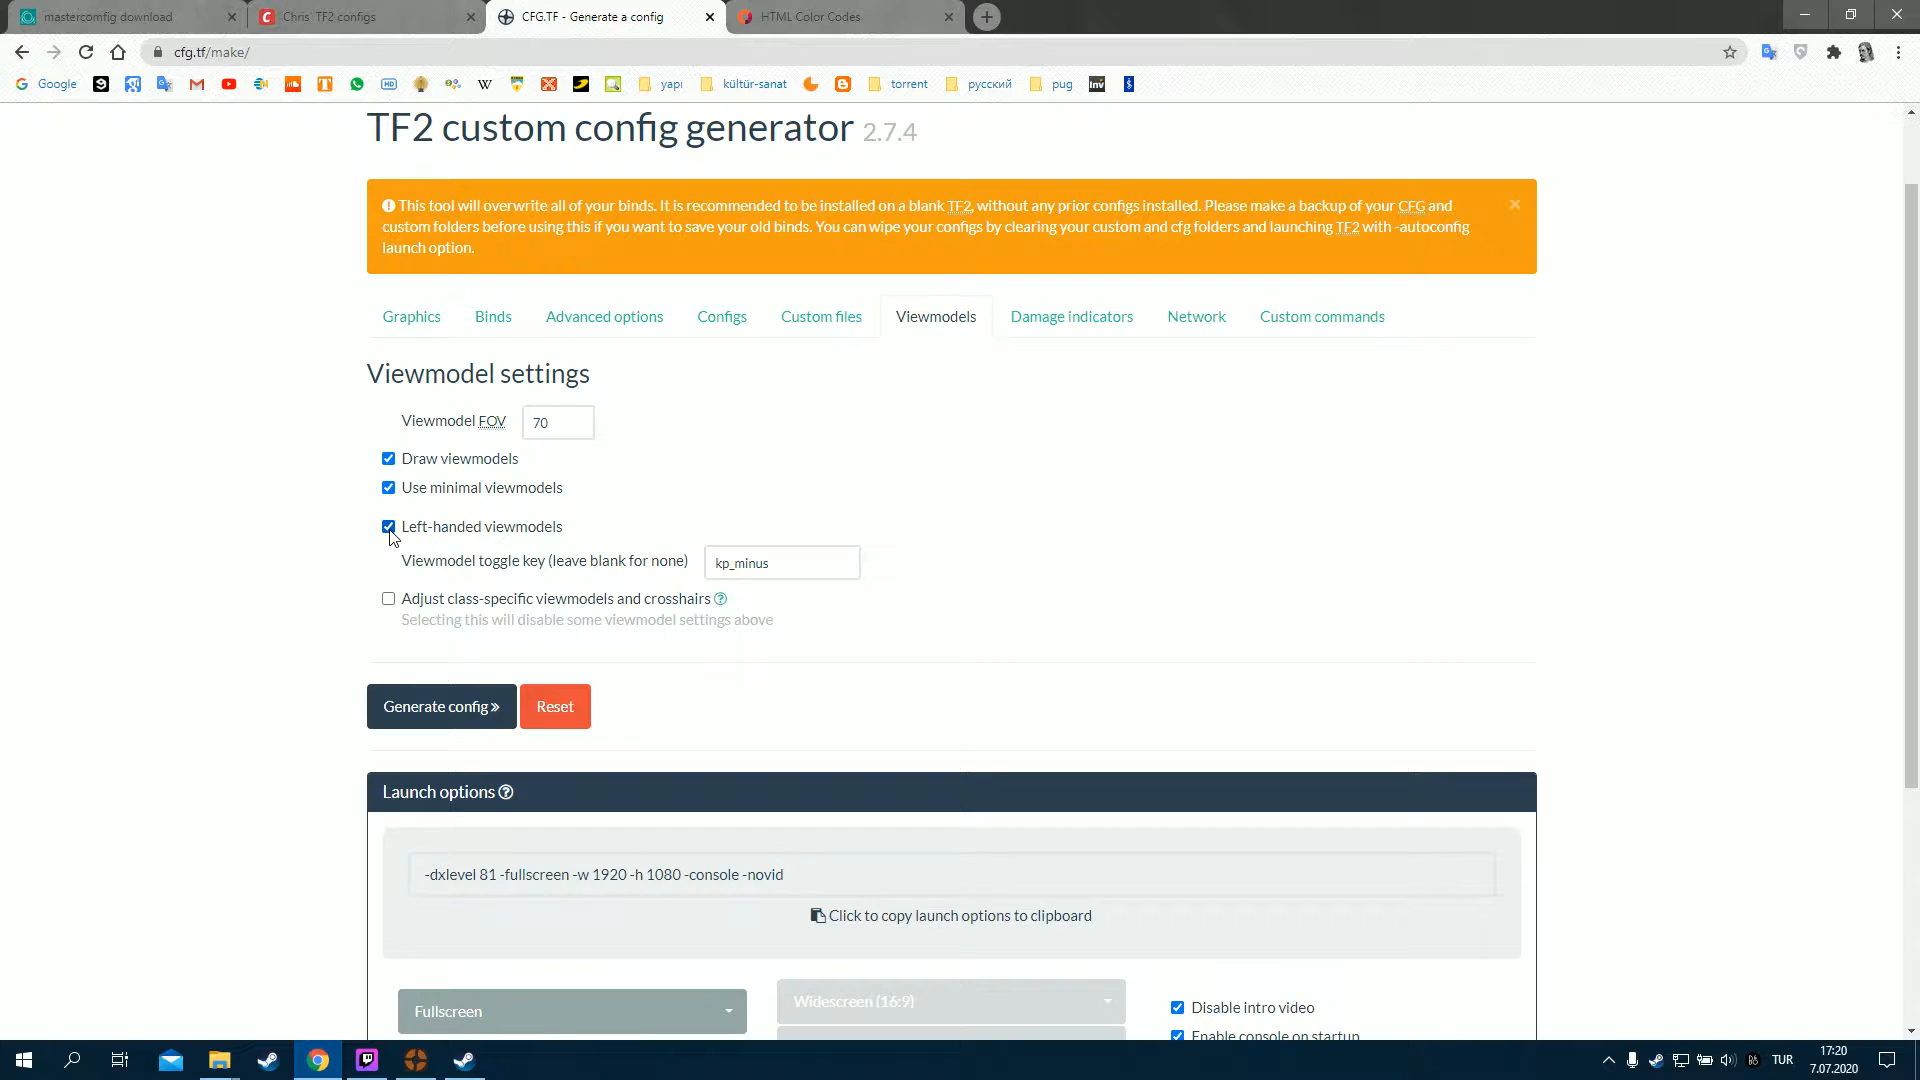 mastercomfig download
Chris' TF2 configs
CFG.TF - Generate a config
HTML Color Codes
cfg.tf/make/
Google
yapı
kültür-sanat
torrent
русский
pug
TF2 custom config generator 2.7.4
This tool will overwrite all of your binds. It is recommended to be installed on a blank TF2, without any prior configs installed. Please make a backup of your CFG and
custom folders before using this if you want to save your old binds. You can wipe your configs by clearing your custom and cfg folders and launching TF2 with -autoconfig
launch option.
Graphics
Binds
Advanced options
Configs
Custom files
Viewmodels
Damage indicators
Network
Custom commands
Viewmodel settings
Viewmodel FOV
70
Draw viewmodels
Use minimal viewmodels
Left-handed viewmodels
Viewmodel toggle key (leave blank for none)
kp_minus
Adjust class-specific viewmodels and crosshairs
Selecting this will disable some viewmodel settings above
Generate config »
Reset
Launch options
-dxlevel 81 -fullscreen -w 1920 -h 1080 -console -novid
Click to copy launch options to clipboard
Fullscreen
Widescreen (16:9)
Disable intro video
Enable console on startup
TUR
17:20
7.07.2020